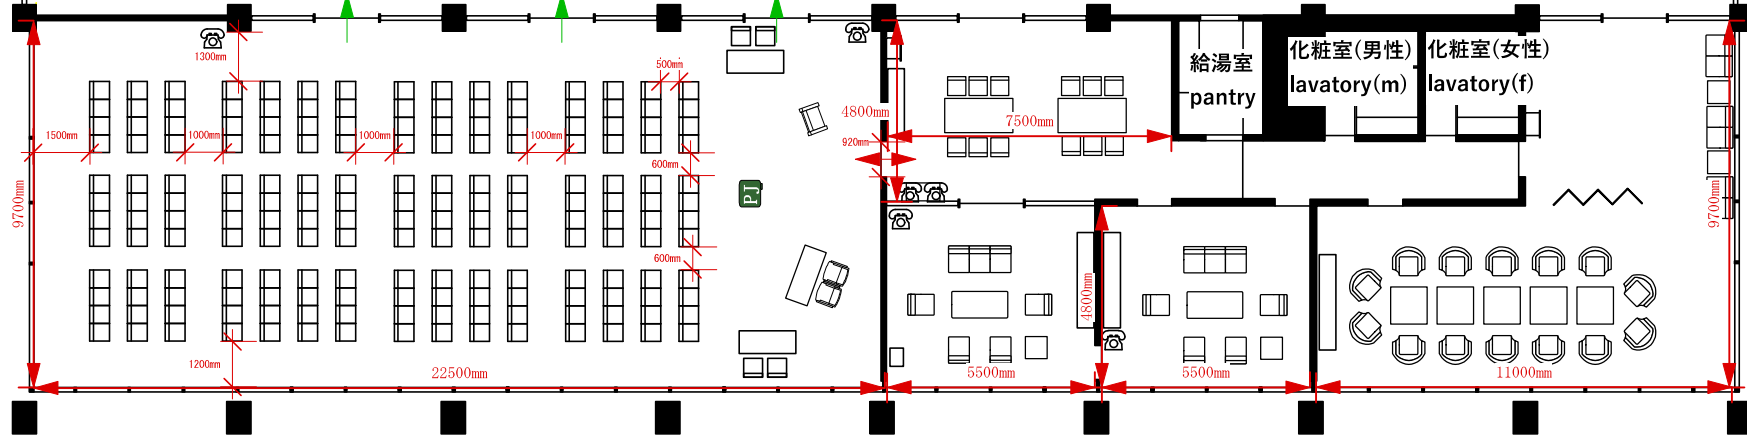 1300mm
500mm
1500mm
1000mm
1000mm
1000mm
600mm
600mm
1200mm
9700mm
22500mm
PJ
4800mm
920mm
7500mm
給湯室
pantry
化粧室(男性)
lavatory(m)
化粧室(女性)
lavatory(f)
4800mm
5500mm
5500mm
11000mm
9700mm